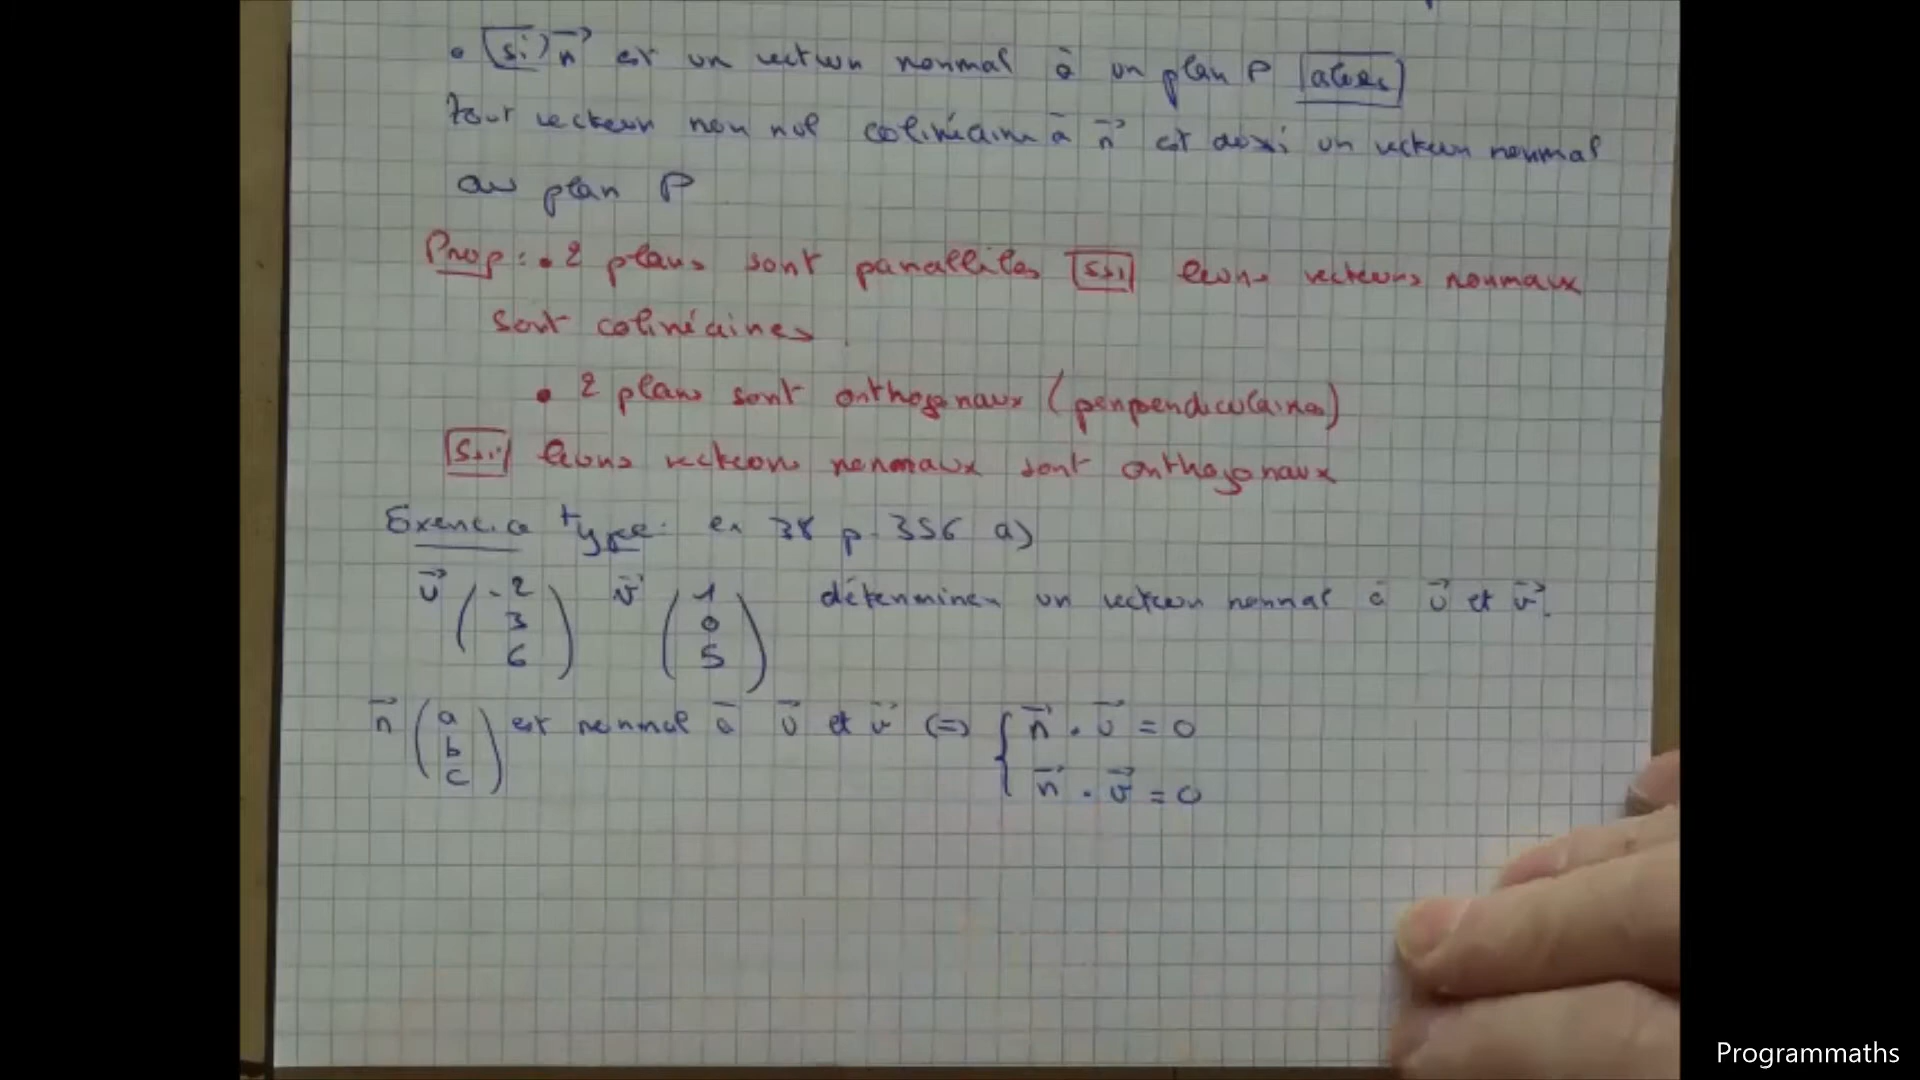 • si n⃗ est un vecteur normal à un plan P alors
tout vecteur non nul colinéaire à n⃗ est aussi un vecteur normal
au plan P
Prop : • 2 plans sont parallèles ssi leurs vecteurs normaux
sont colinéaires
• 2 plans sont orthogonaux (perpendiculaires)
ssi leurs vecteurs normaux sont orthogonaux
Exercice type : ex 38 p 356 a)
u⃗ (-2 3 6) v⃗ (1 0 5) déterminer un vecteur normal à u⃗ et v⃗.
n⃗ (a b c) est normal à u⃗ et v⃗ (=) { n⃗ . u⃗ = 0
n⃗ . v⃗ = 0
Programmaths